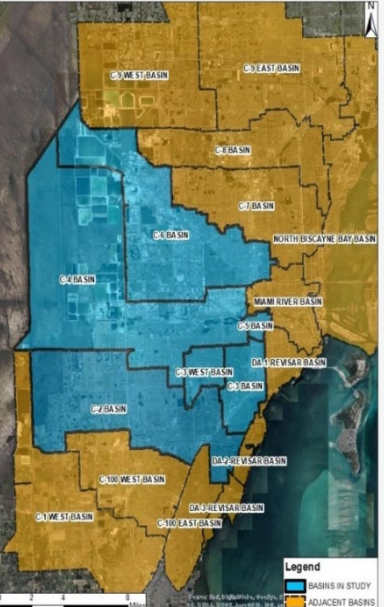 N
C-9 WEST BASIN
C-9 EAST BASIN
C-8 BASIN
C-7 BASIN
C-6 BASIN
NORTH BISCAYNE BAY BASIN
C-4 BASIN
MIAMI RIVER BASIN
C-5 BASIN
DA-1-REVISAR BASIN
C-3 WEST BASIN
C-3 BASIN
C-2 BASIN
DA-2-REVISAR BASIN
C-100 WEST BASIN
DA-3-REVISAR BASIN
C-1 WEST BASIN
C-100 EAST BASIN
Legend
BASINS IN STUDY
ADJACENT BASINS
0 2 4 8
Miles